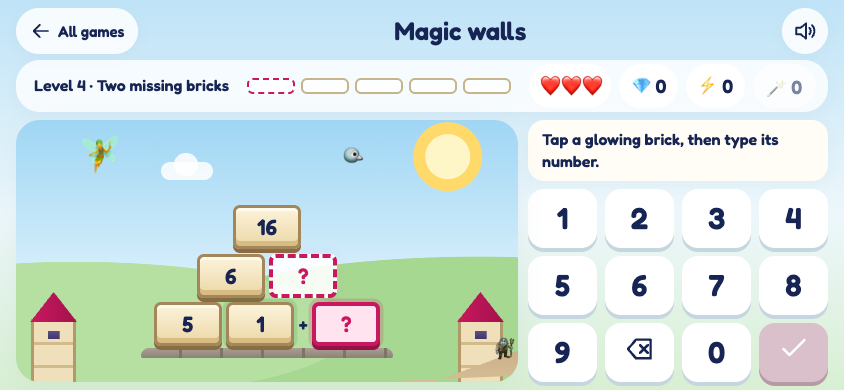 All games
Magic walls
Level 4 · Two missing bricks
0
0
0
Tap a glowing brick, then type its
number.
16
6 ?
5 1 + ?
1 2 3 4
5 6 7 8
9 0